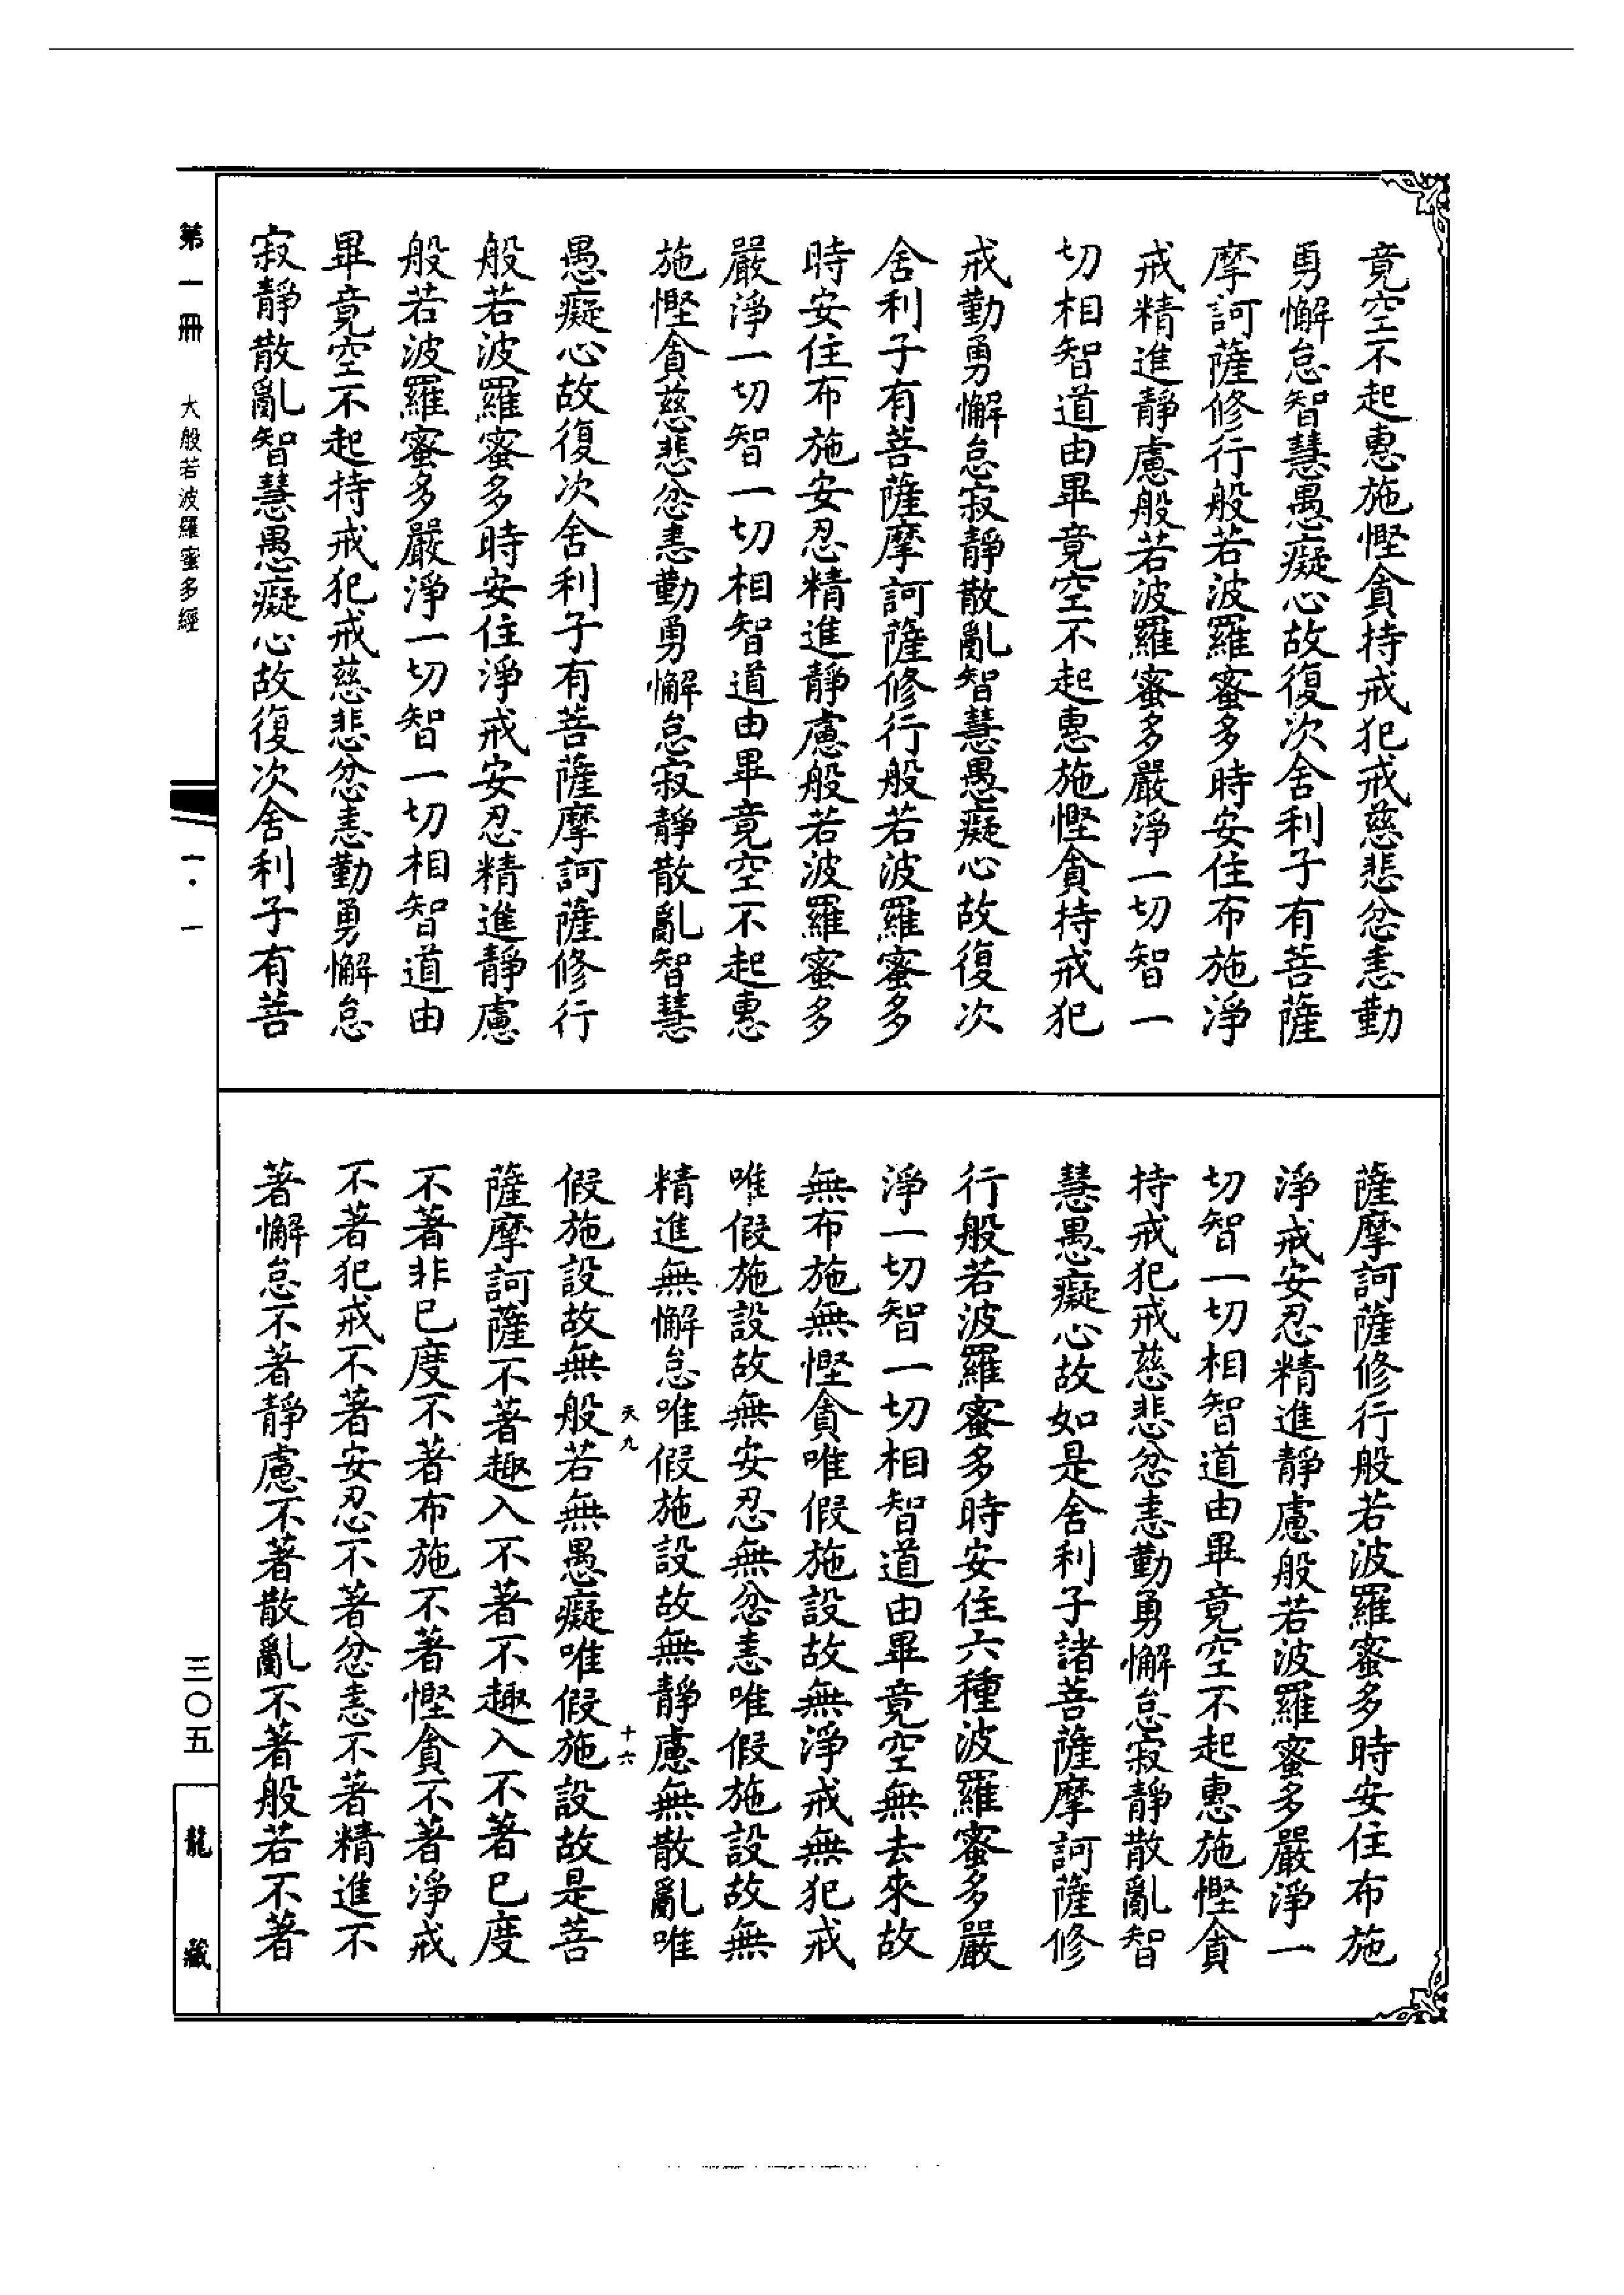 竟空不起惠施慳貪持戒犯戒慈悲忿恚勤
勇懈怠智慧愚癡心故復次舍利子有菩薩
摩訶薩修行般若波羅蜜多時安住布施淨
戒精進靜慮般若波羅蜜多嚴淨一切智一
切相智道由畢竟空不起惠施慳貪持戒犯
戒勤勇懈怠寂靜散亂智慧愚癡心故復次
舍利子有菩薩摩訶薩修行般若波羅蜜多
時安住布施安忍精進靜慮般若波羅蜜多
嚴淨一切智一切相智道由畢竟空不起惠
施慳貪慈悲忿恚勤勇懈怠寂靜散亂智慧
愚癡心故復次舍利子有菩薩摩訶薩修行
般若波羅蜜多時安住淨戒安忍精進靜慮
般若波羅蜜多嚴淨一切智一切相智道由
畢竟空不起持戒犯戒慈悲忿恚勤勇懈怠
寂靜散亂智慧愚癡心故復次舍利子有菩
薩摩訶薩修行般若波羅蜜多時安住布施
淨戒安忍精進靜慮般若波羅蜜多嚴淨一
切智一切相智道由畢竟空不起惠施慳貪
持戒犯戒慈悲忿恚勤勇懈怠寂靜散亂智
慧愚癡心故如是舍利子諸菩薩摩訶薩修
行般若波羅蜜多時安住六種波羅蜜多嚴
淨一切智一切相智道由畢竟空無去來故
無布施無慳貪唯假施設故無淨戒無犯戒
唯假施設故無安忍無忿恚唯假施設故無
精進無懈怠唯假施設故無靜慮無散亂唯
天九
十六
假施設故無般若無愚癡唯假施設故是菩
薩摩訶薩不著趣入不著不趣入不著已度
不著非已度不著布施不著慳貪不著淨戒
不著犯戒不著安忍不著忿恚不著精進不
著懈怠不著靜慮不著散亂不著般若不著
第一冊
大般若波羅蜜多經
一·一
三〇五
龍藏